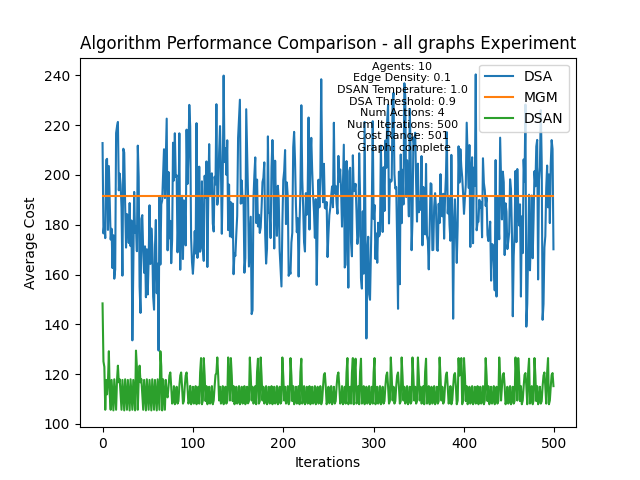 Algorithm Performance Comparison - all graphs Experiment
Agents: 10
Edge Density: 0.1
DSAN Temperature: 1.0
DSA Threshold: 0.9
Num Actions: 4
Num Iterations: 500
Cost Range: 501
Graph: complete
DSA
MGM
DSAN
240
220
200
180
160
140
120
100
Average Cost
0
100
200
300
400
500
Iterations